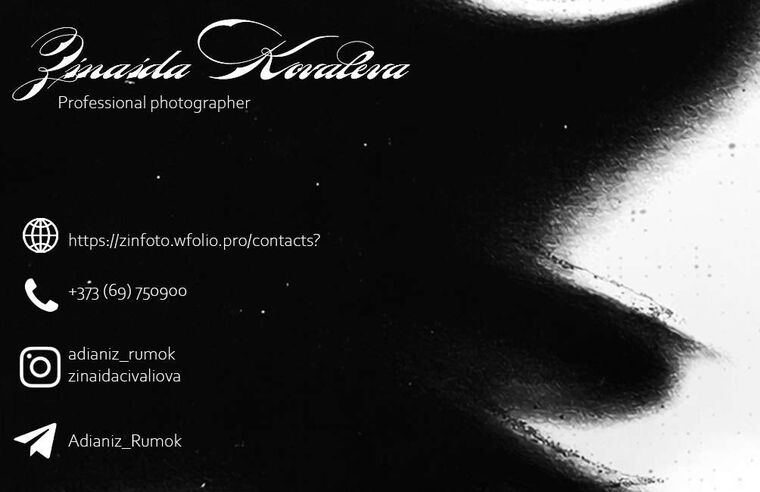 Zinaida Kovaleva
Professional photographer
https://zinfoto.wfolio.pro/contacts?
+373 (69) 750900
adianiz_rumok
zinaidacivaliova
Adianiz_Rumok